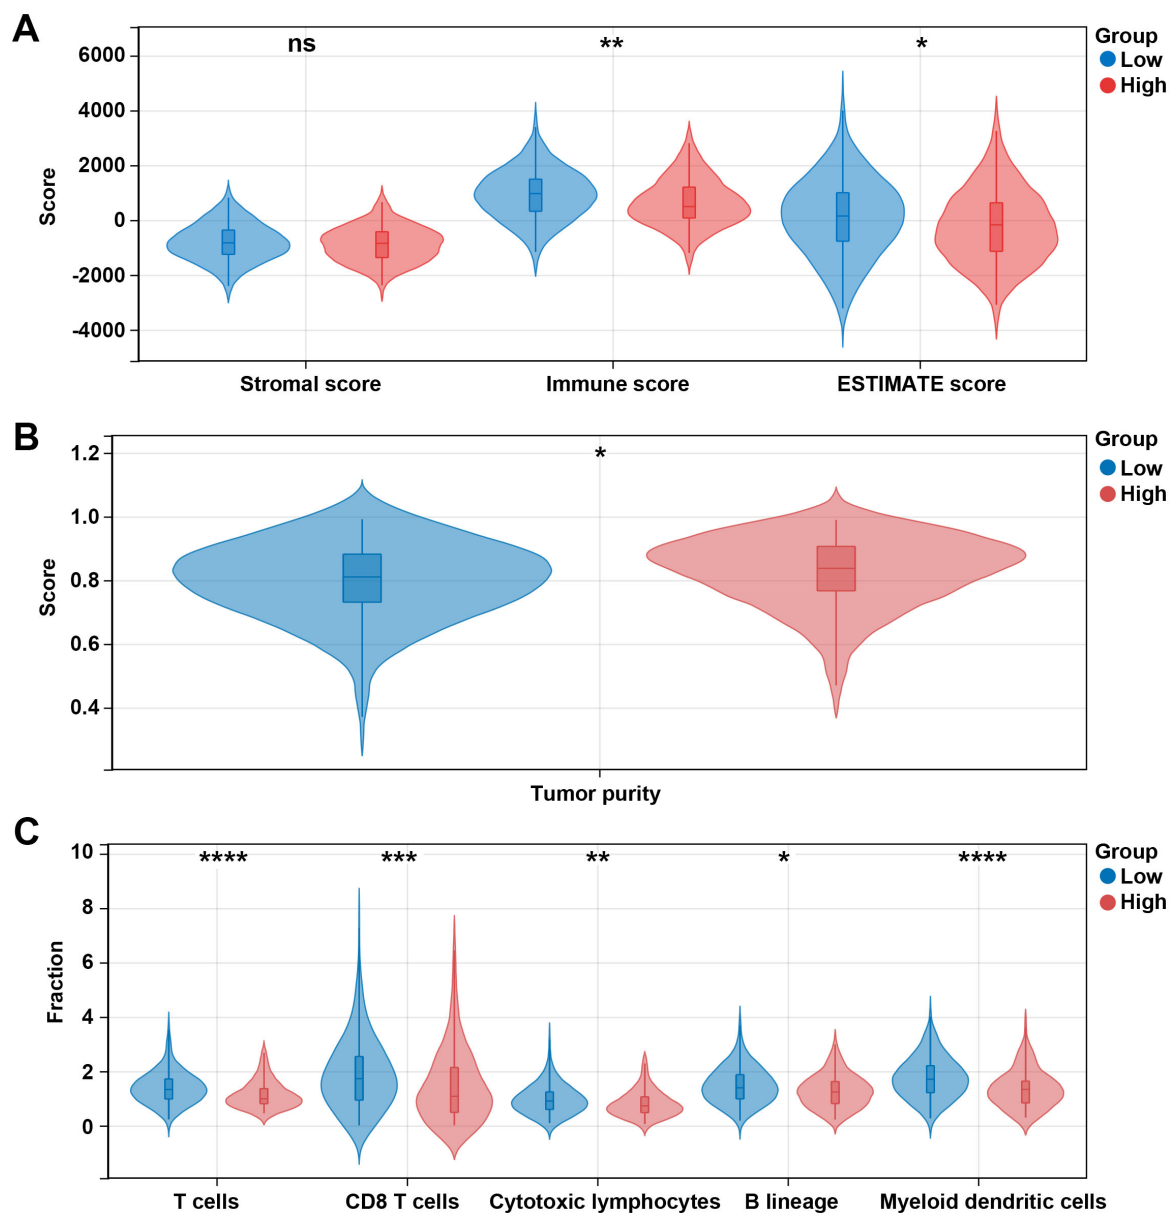 A
ns
**
*
Group
Low
High
6000
4000
2000
0
-2000
-4000
Score
Stromal score
Immune score
ESTIMATE score
B
*
Group
Low
High
1.2
1.0
0.8
0.6
0.4
Score
Tumor purity
C
****
***
**
*
****
Group
Low
High
10
8
6
4
2
0
Fraction
T cells
CD8 T cells
Cytotoxic lymphocytes
B lineage
Myeloid dendritic cells